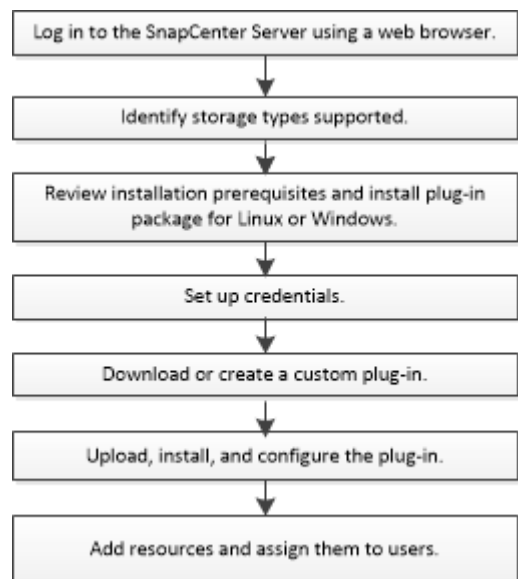 Log in to the SnapCenter Server using a web browser.
Identify storage types supported.
Review installation prerequisites and install plug-in
package for Linux or Windows.
Set up credentials.
Download or create a custom plug-in.
Upload, install, and configure the plug-in.
Add resources and assign them to users.